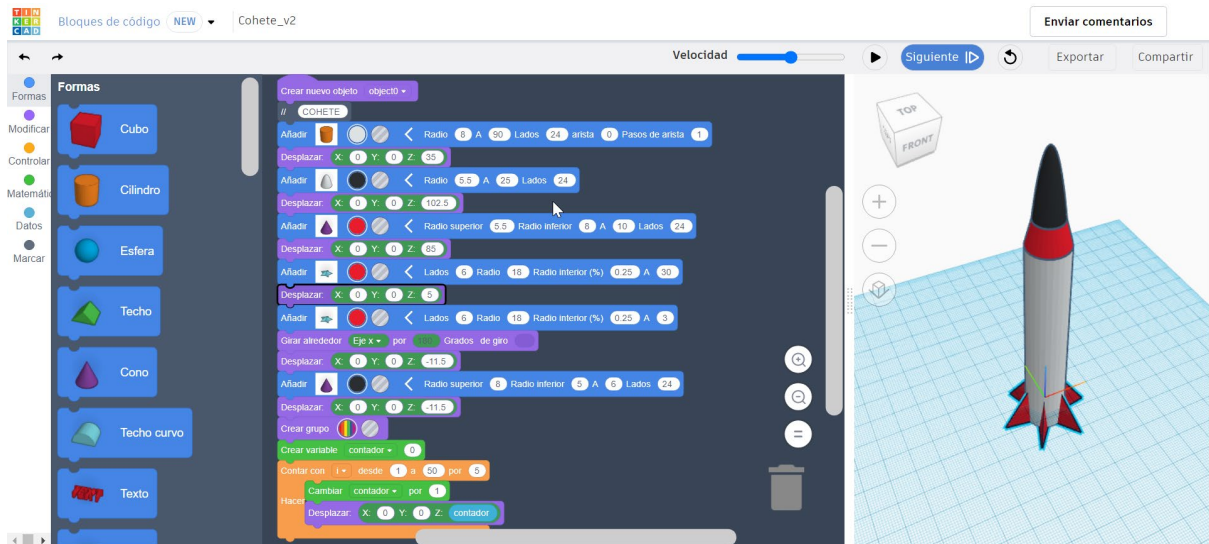 TIN
KER
CAD
Bloques de código NEW Cohete_v2 Enviar comentarios
Velocidad Siguiente Exportar Compartir
Formas
Modificar
Controlar
Matemátic
Datos
Marcar
Formas
Cubo
Cilindro
Esfera
Techo
Cono
Techo curvo
Texto
Crear nuevo objeto object0
// COHETE
Añadir Radio 8 A 90 Lados 24 arista 0 Pasos de arista 1
Desplazar: X: 0 Y: 0 Z: 35
Añadir Radio 5.5 A 25 Lados 24
Desplazar: X: 0 Y: 0 Z: 102.5
Añadir Radio superior 5.5 Radio inferior 8 A 10 Lados 24
Desplazar: X: 0 Y: 0 Z: 85
Añadir Lados 6 Radio 18 Radio interior (%) 0.25 A 30
Desplazar: X: 0 Y: 0 Z: 5
Añadir Lados 6 Radio 18 Radio interior (%) 0.25 A 3
Girar alrededor Eje x por 180 Grados de giro
Desplazar: X: 0 Y: 0 Z: -11.5
Añadir Radio superior 8 Radio inferior 5 A 6 Lados 24
Desplazar: X: 0 Y: 0 Z: -11.5
Crear grupo
Crear variable contador 0
Contar con i desde 1 a 50 por 5
Cambiar contador por 1
Hacer
Desplazar: X: 0 Y: 0 Z: contador
TOP
FRONT